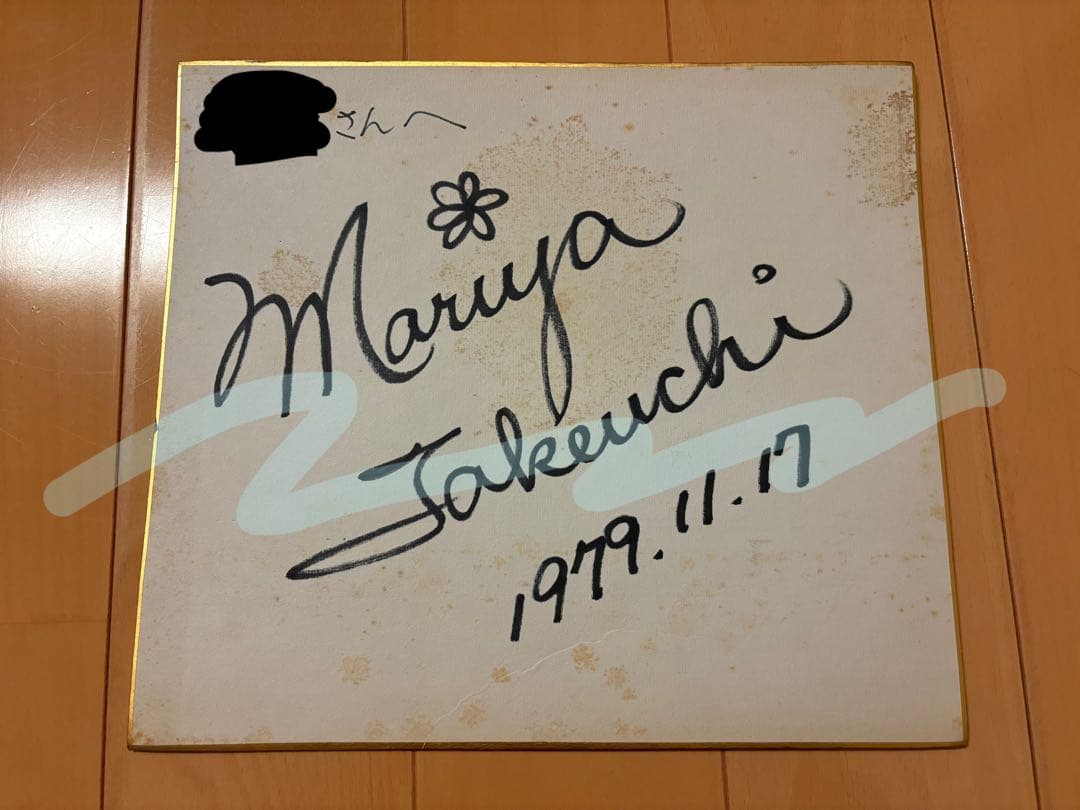 さんへ
Mariya
Takeuchi
1979.11.17